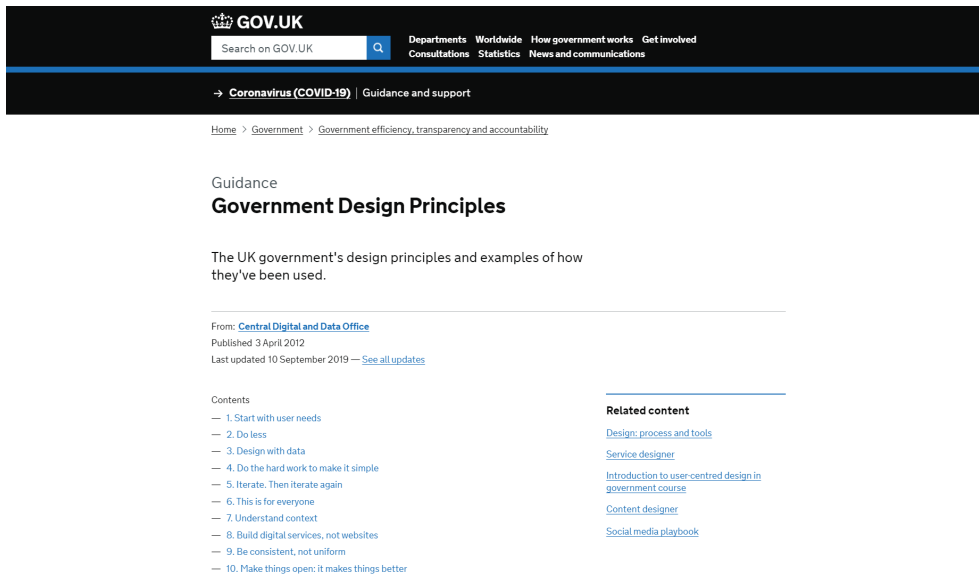 GOV.UK
Search on GOV.UK
Departments Worldwide How government works Get involved
Consultations Statistics News and communications
→ Coronavirus (COVID-19) | Guidance and support
Home > Government > Government efficiency, transparency and accountability
Guidance
Government Design Principles
The UK government's design principles and examples of how
they've been used.
From: Central Digital and Data Office
Published 3 April 2012
Last updated 10 September 2019 — See all updates
Contents
— 1. Start with user needs
— 2. Do less
— 3. Design with data
— 4. Do the hard work to make it simple
— 5. Iterate. Then iterate again
— 6. This is for everyone
— 7. Understand context
— 8. Build digital services, not websites
— 9. Be consistent, not uniform
— 10. Make things open: it makes things better
Related content
Design: process and tools
Service designer
Introduction to user-centred design in
government course
Content designer
Social media playbook